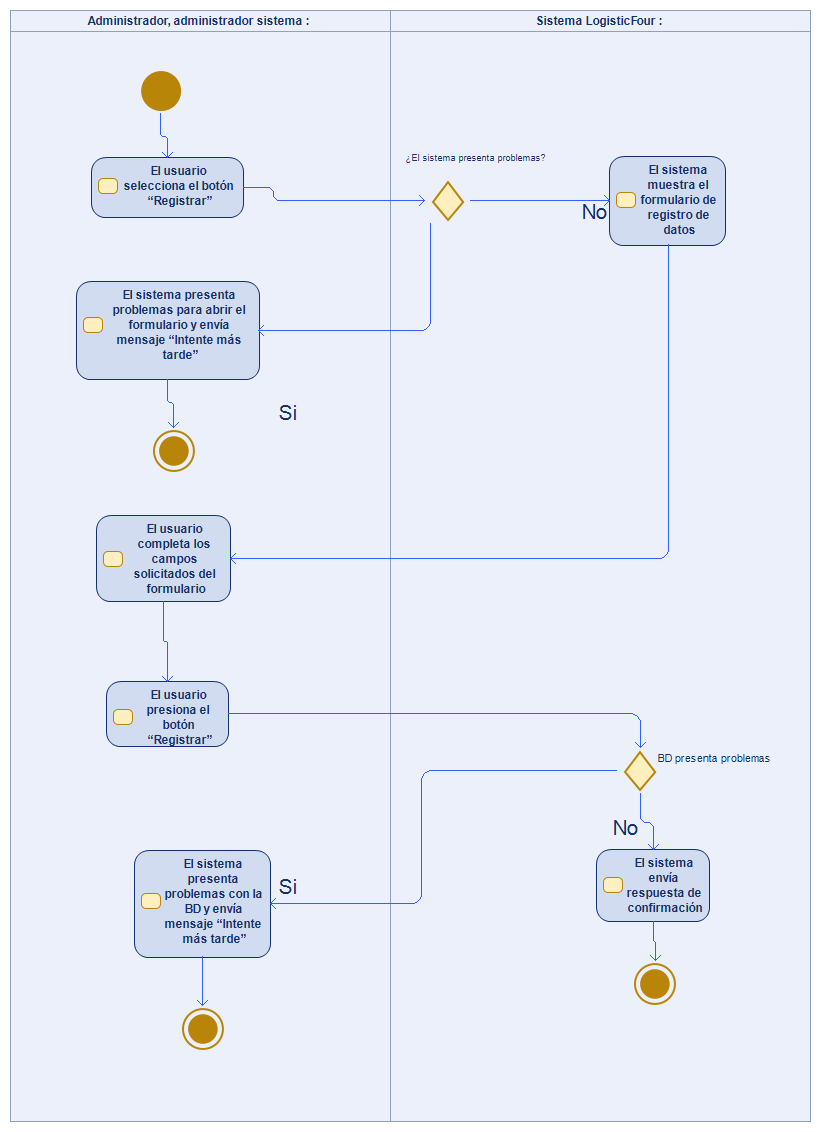 Administrador, administrador sistema :
Sistema LogisticFour :
El usuario
selecciona el botón
“Registrar”
¿El sistema presenta problemas?
No
El sistema
muestra el
formulario de
registro de
datos
El sistema presenta
problemas para abrir el
formulario y envía
mensaje “Intente más
tarde”
Si
El usuario
completa los
campos
solicitados del
formulario
El usuario
presiona el
botón
“Registrar”
BD presenta problemas
No
El sistema
envía
respuesta de
confirmación
El sistema
presenta
problemas con la
BD y envía
mensaje “Intente
más tarde”
Si